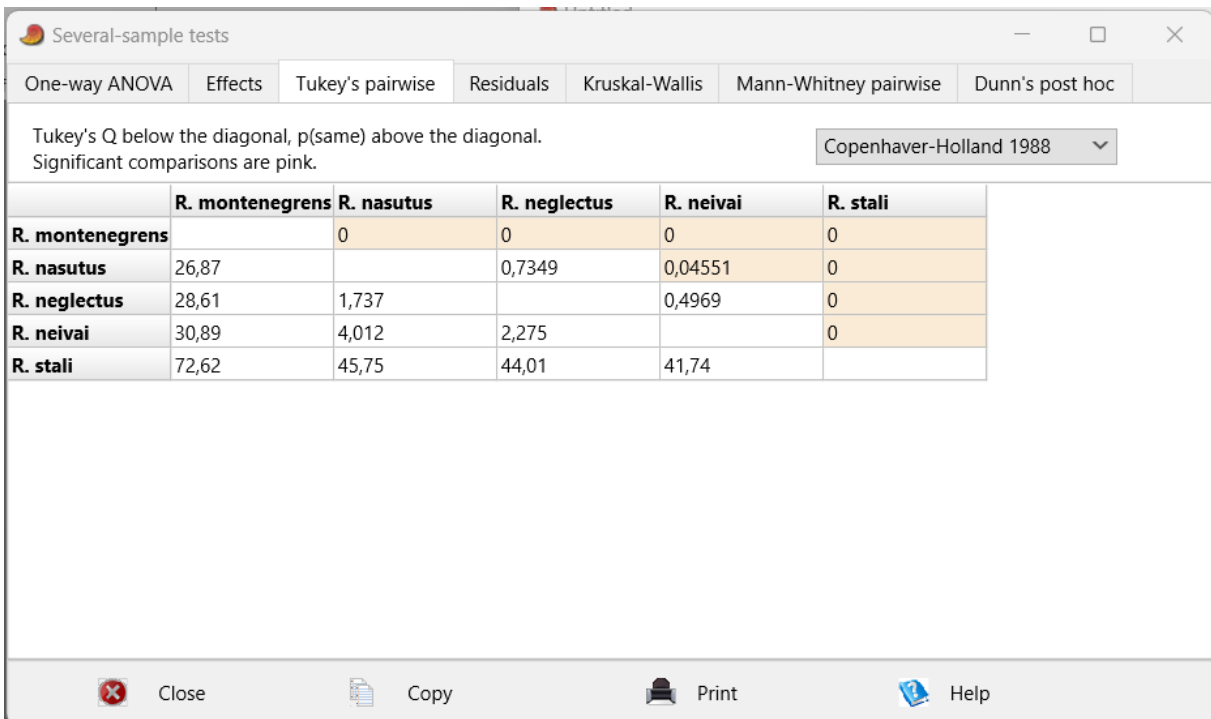 Several-sample tests
One-way ANOVA Effects Tukey's pairwise Residuals Kruskal-Wallis Mann-Whitney pairwise Dunn's post hoc
Tukey's Q below the diagonal, p(same) above the diagonal.
Significant comparisons are pink.
Copenhaver-Holland 1988
R. montenegrens R. nasutus R. neglectus R. neivai R. stali
R. montenegrens 0 0 0 0
R. nasutus 26,87 0,7349 0,04551 0
R. neglectus 28,61 1,737 0,4969 0
R. neivai 30,89 4,012 2,275 0
R. stali 72,62 45,75 44,01 41,74
Close Copy Print Help